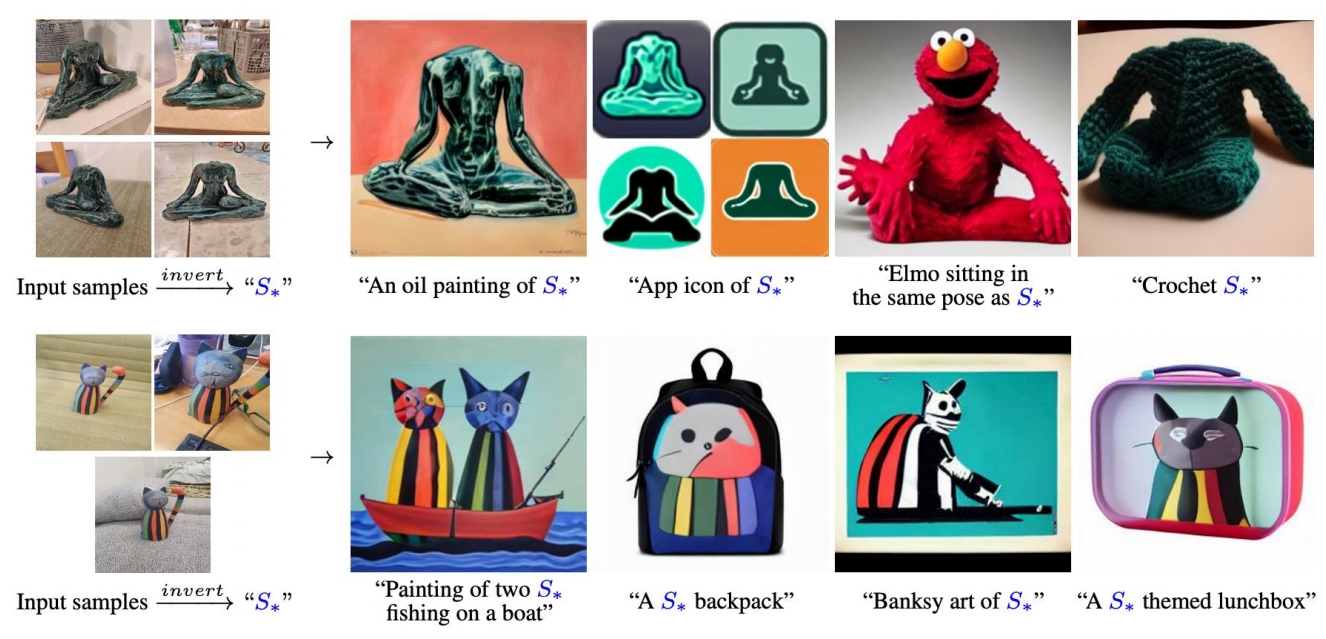 Input samples invert → “S*”
“An oil painting of S*”
“App icon of S*”
“Elmo sitting in
the same pose as S*”
“Crochet S*”
Input samples invert → “S*”
“Painting of two S*
fishing on a boat”
“A S* backpack”
“Banksy art of S*”
“A S* themed lunchbox”